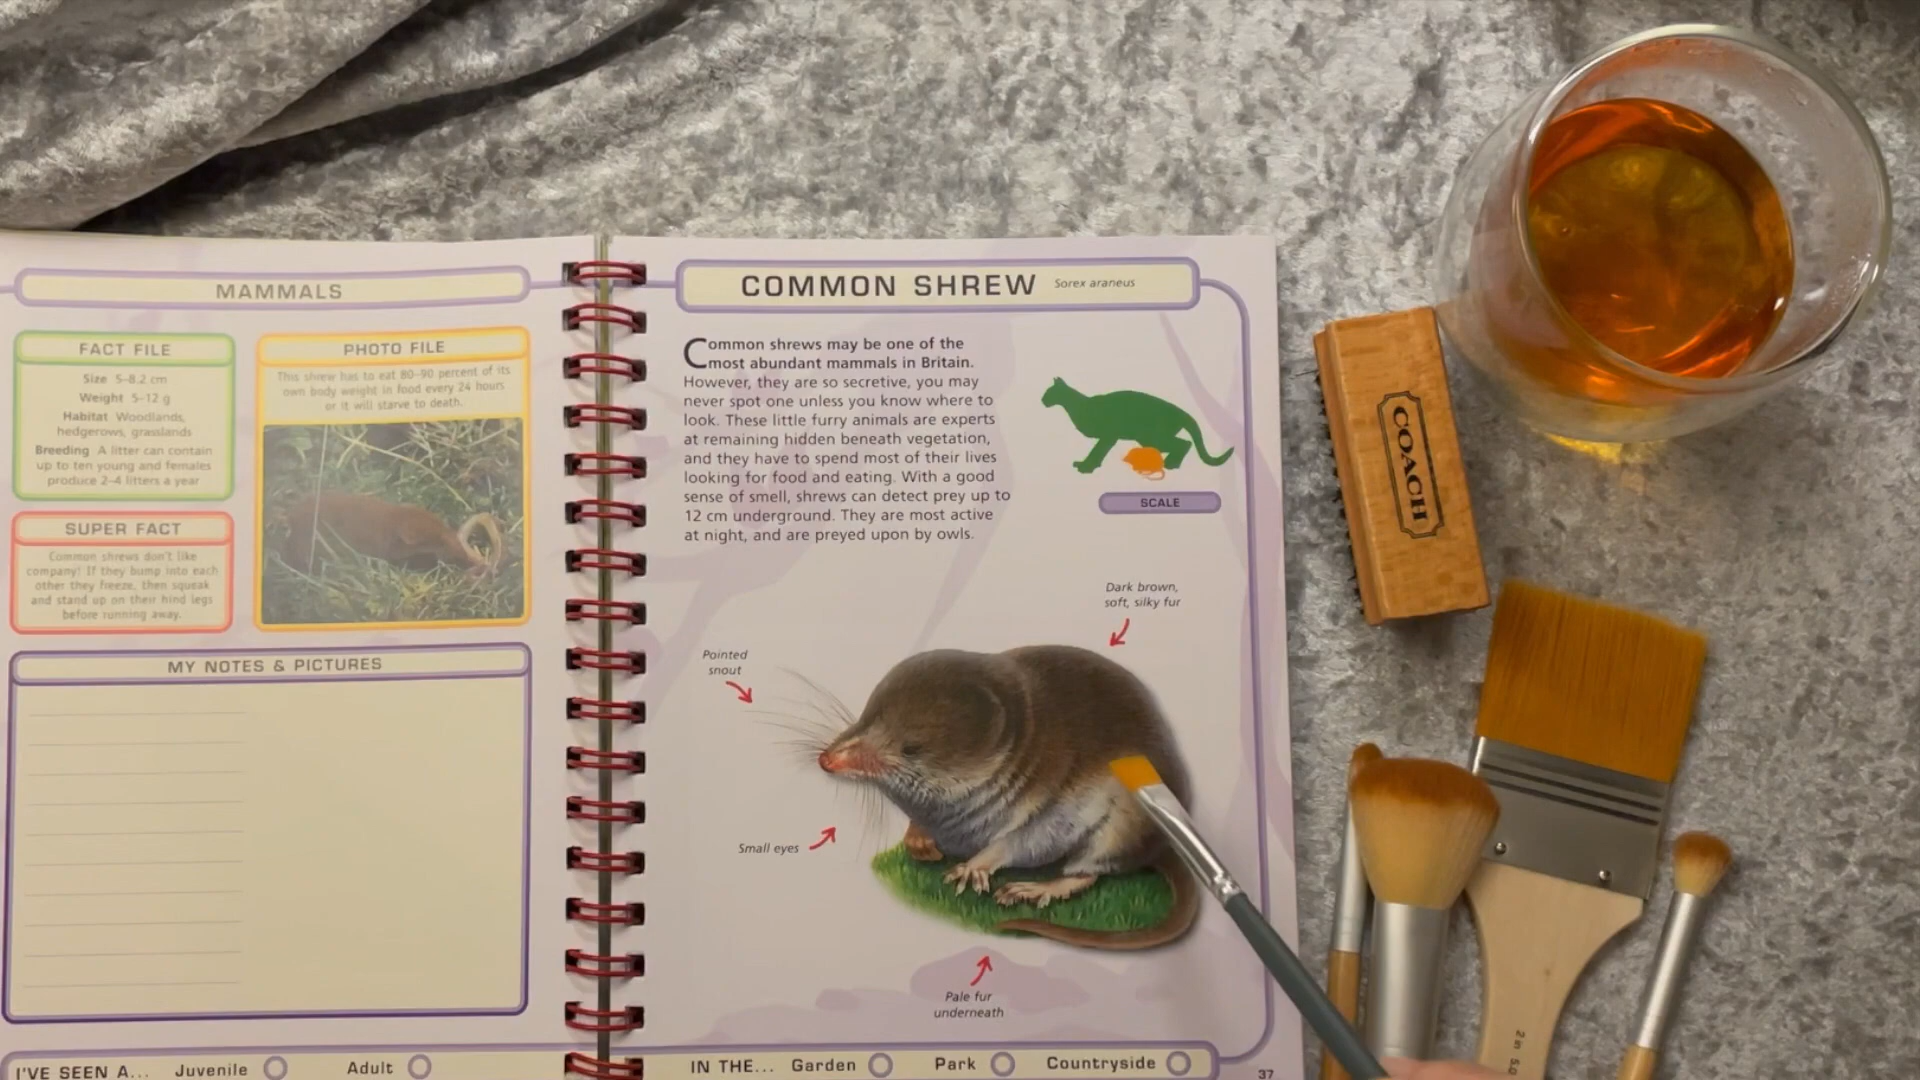 MAMMALS
FACT FILE
Size 5–8.2 cm
Weight 5–12 g
Habitat Woodlands,
hedgerows, grasslands
Breeding A litter can contain
up to ten young and females
produce 2–4 litters a year
SUPER FACT
Common shrews don't like
company! If they bump into each
other they freeze, then squeak
and stand up on their hind legs
before running away.
PHOTO FILE
This shrew has to eat 80–90 percent of its
own body weight in food every 24 hours
or it will starve to death.
MY NOTES & PICTURES
I'VE SEEN A... Juvenile Adult
COMMON SHREW Sorex araneus
Common shrews may be one of the
most abundant mammals in Britain.
However, they are so secretive, you may
never spot one unless you know where to
look. These little furry animals are experts
at remaining hidden beneath vegetation,
and they have to spend most of their lives
looking for food and eating. With a good
sense of smell, shrews can detect prey up to
12 cm underground. They are most active
at night, and are preyed upon by owls.
SCALE
Dark brown,
soft, silky fur
Pointed
snout
Small eyes
Pale fur
underneath
IN THE... Garden Park Countryside
37
COACH
2 in 5.0